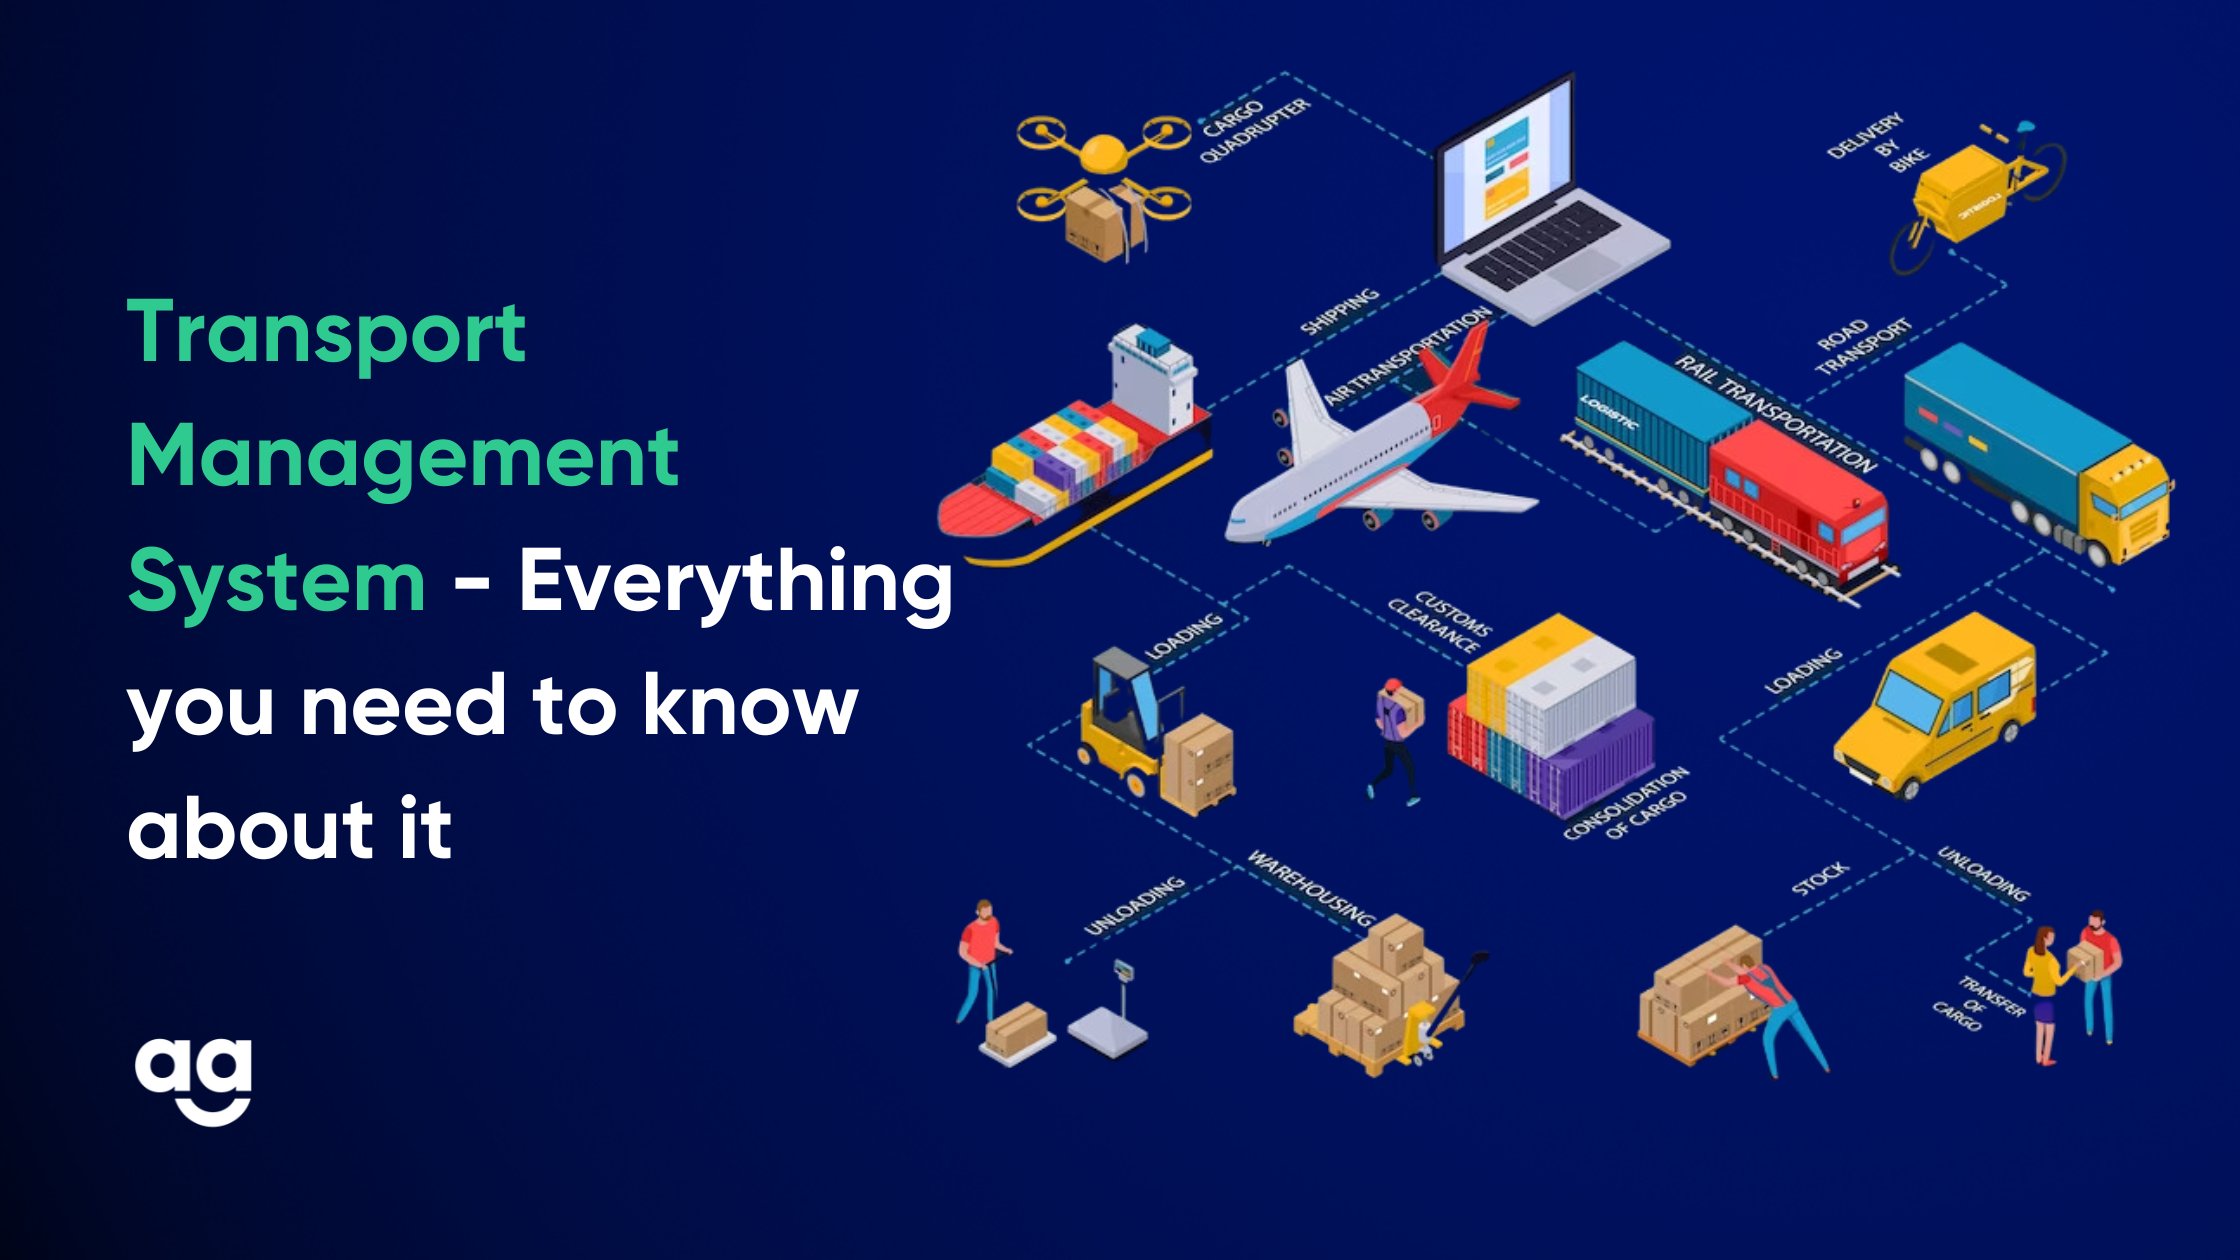 Transport
Management
System - Everything
you need to know
about it
ag
CARGO
QUADRUPTER
DELIVERY
BY
BIKE
LOGISTIC
SHIPPING
AIR TRANSPORTATION
ROAD
TRANSPORT
RAIL TRANSPORTATION
LOGISTIC
LOADING
CUSTOMS
CLEARANCE
LOADING
CONSOLIDATION
OF CARGO
UNLOADING
WAREHOUSING
STOCK
UNLOADING
TRANSFER
OF
CARGO